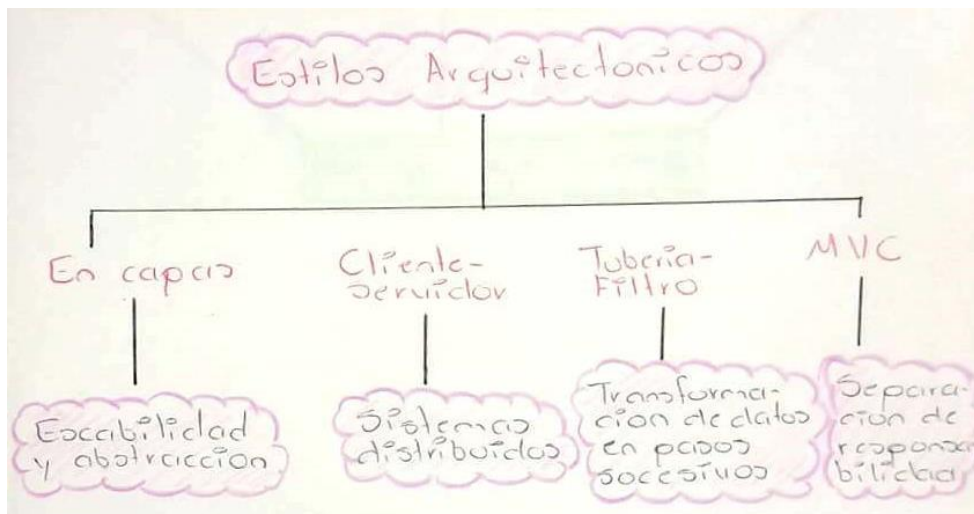 Estilos Arquitectonicos
En capas
Cliente-
servidor
Tuberia-
Filtro
MVC
Escabilidad
y abstraccion
Sistemas
distribuidos
Transforma-
cion de datos
en pasos
socesivos
Separa-
cion de
responsa
bilidad